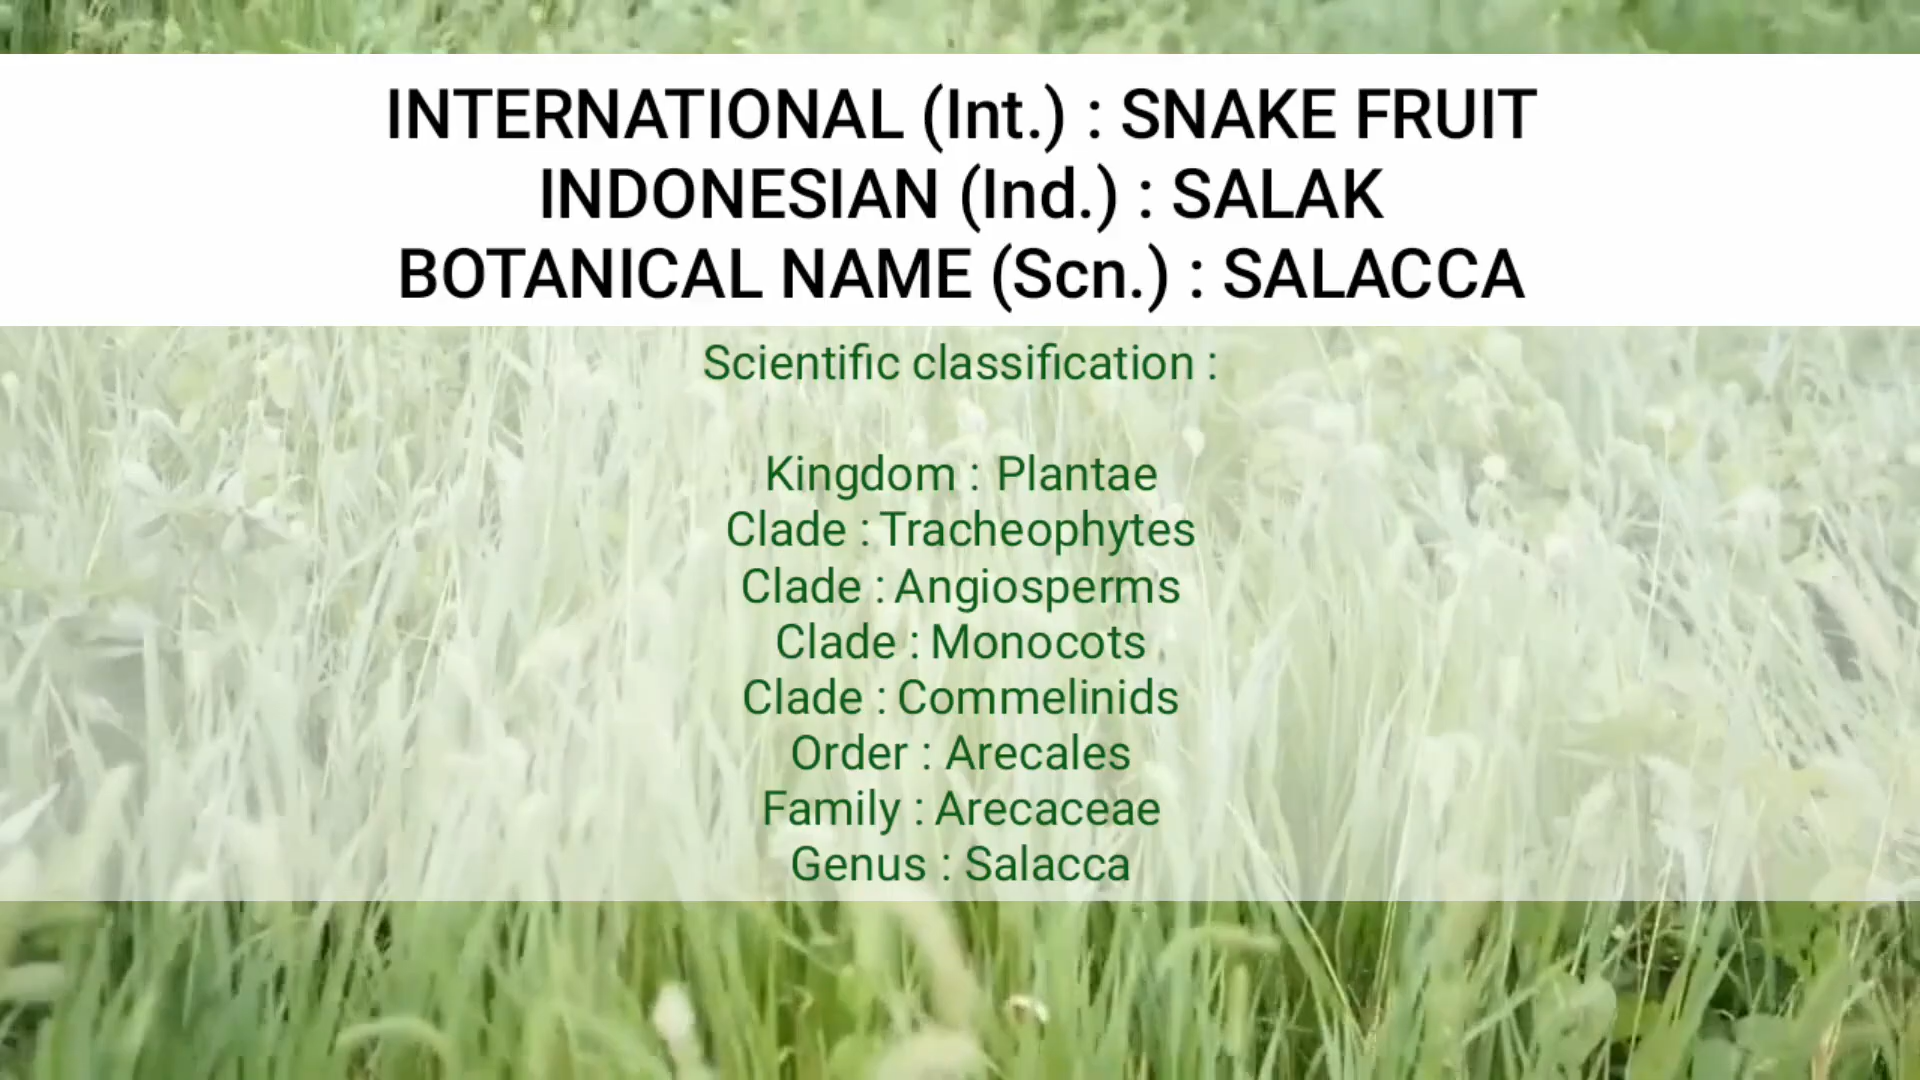 INTERNATIONAL (Int.) : SNAKE FRUIT
INDONESIAN (Ind.) : SALAK
BOTANICAL NAME (Scn.) : SALACCA
Scientific classification :
Kingdom : Plantae
Clade : Tracheophytes
Clade : Angiosperms
Clade : Monocots
Clade : Commelinids
Order : Arecales
Family : Arecaceae
Genus : Salacca